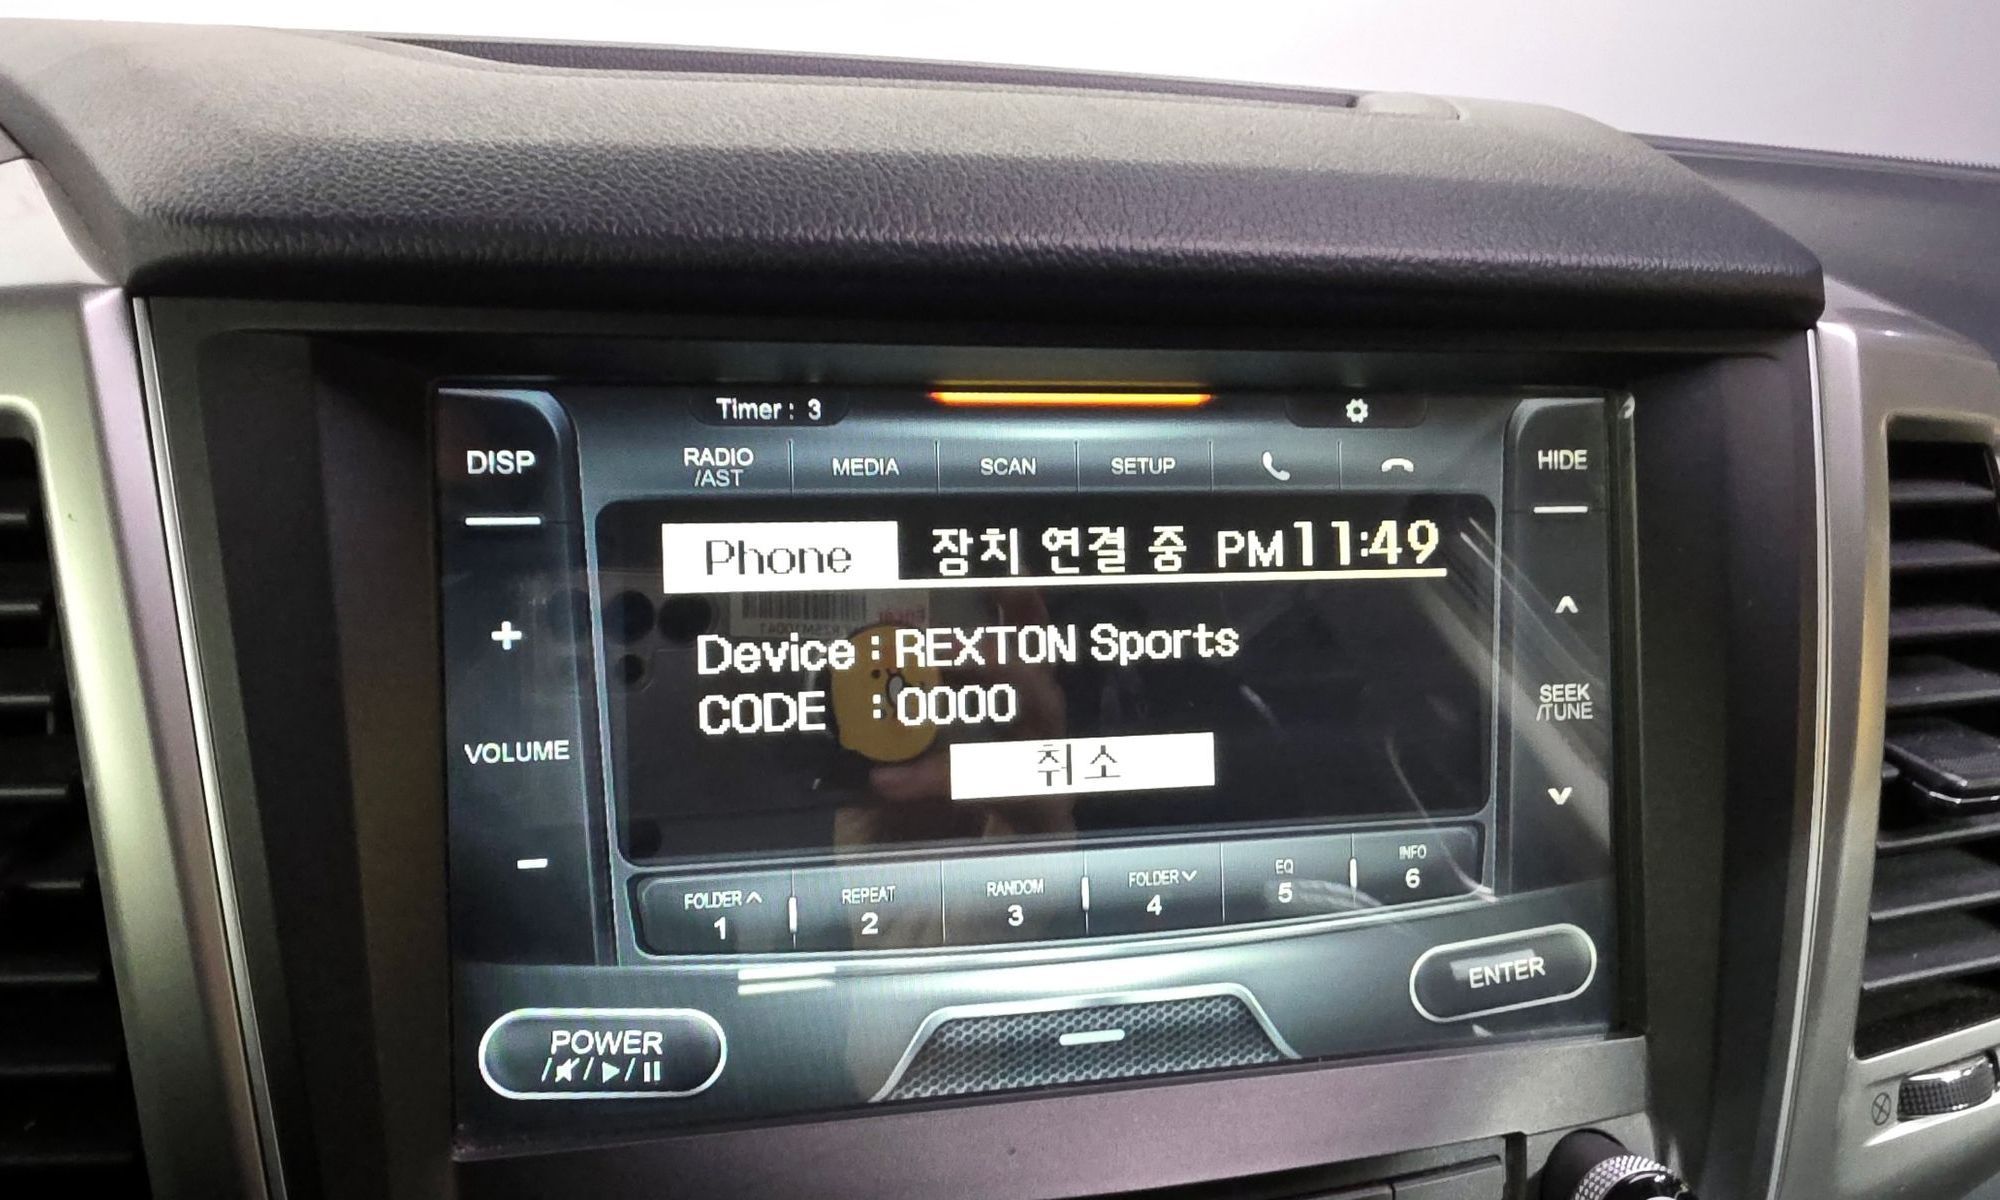 Timer : 3
DISP
RADIO
/AST
MEDIA
SCAN
SETUP
HIDE
Phone 장치 연결 중 PM 11:49
Device : REXTON Sports
CODE : 0000
취소
+
VOLUME
-
SEEK
/TUNE
FOLDER REPEAT RANDOM FOLDER EQ INFO
1 2 3 4 5 6
POWER
ENTER